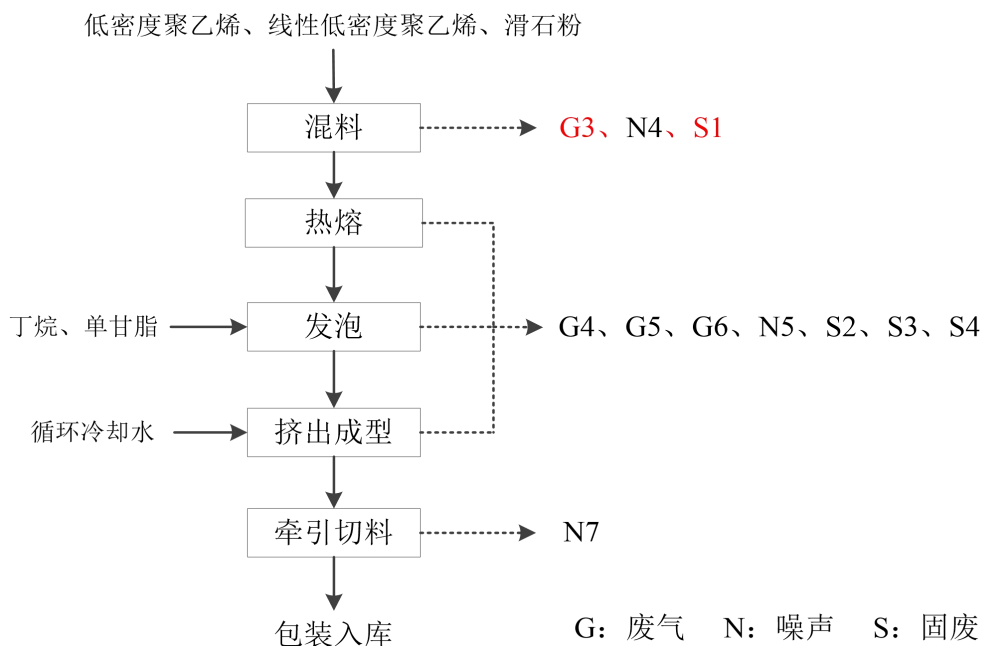 低密度聚乙烯、线性低密度聚乙烯、滑石粉
混料
G3、N4、S1
热熔
丁烷、单甘脂
发泡
G4、G5、G6、N5、S2、S3、S4
循环冷却水
挤出成型
牵引切料
N7
包装入库
G：废气 N：噪声 S：固废